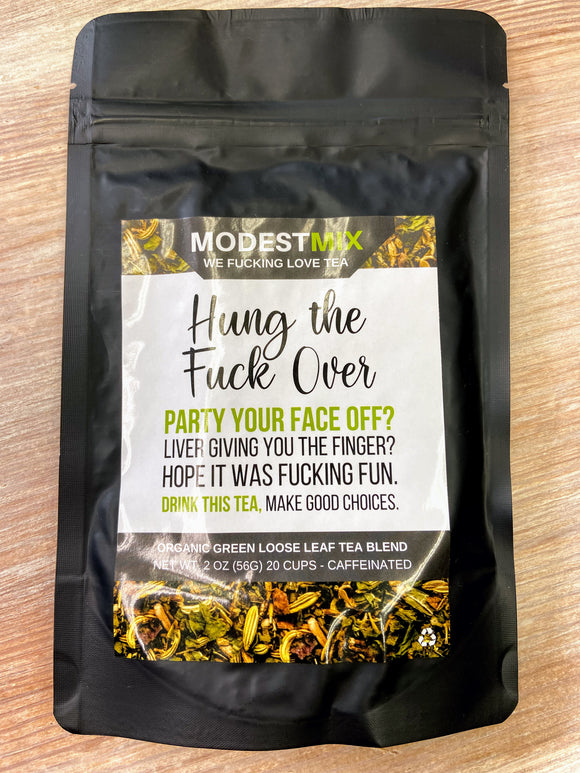 MODESTMIX
WE FUCKING LOVE TEA
Hung the
Fuck Over
PARTY YOUR FACE OFF?
LIVER GIVING YOU THE FINGER?
HOPE IT WAS FUCKING FUN.
DRINK THIS TEA, MAKE GOOD CHOICES.
ORGANIC GREEN LOOSE LEAF TEA BLEND
NET WT. 2 OZ (56G) 20 CUPS - CAFFEINATED